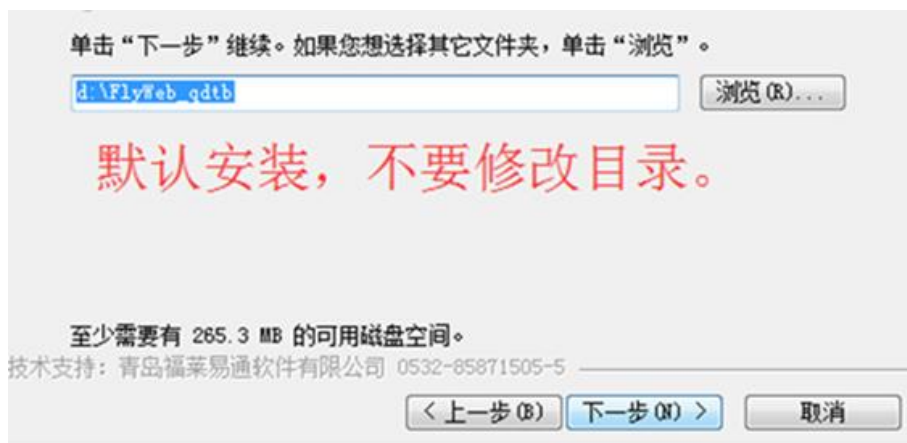 单击“下一步”继续。如果您想选择其它文件夹，单击“浏览”。
d:\FlyWeb_qdtb
浏览(R)...
默认安装，不要修改目录。
至少需要有 265.3 MB 的可用磁盘空间。
技术支持：青岛福莱易通软件有限公司 0532-85871505-5
< 上一步(B)
下一步(N) >
取消